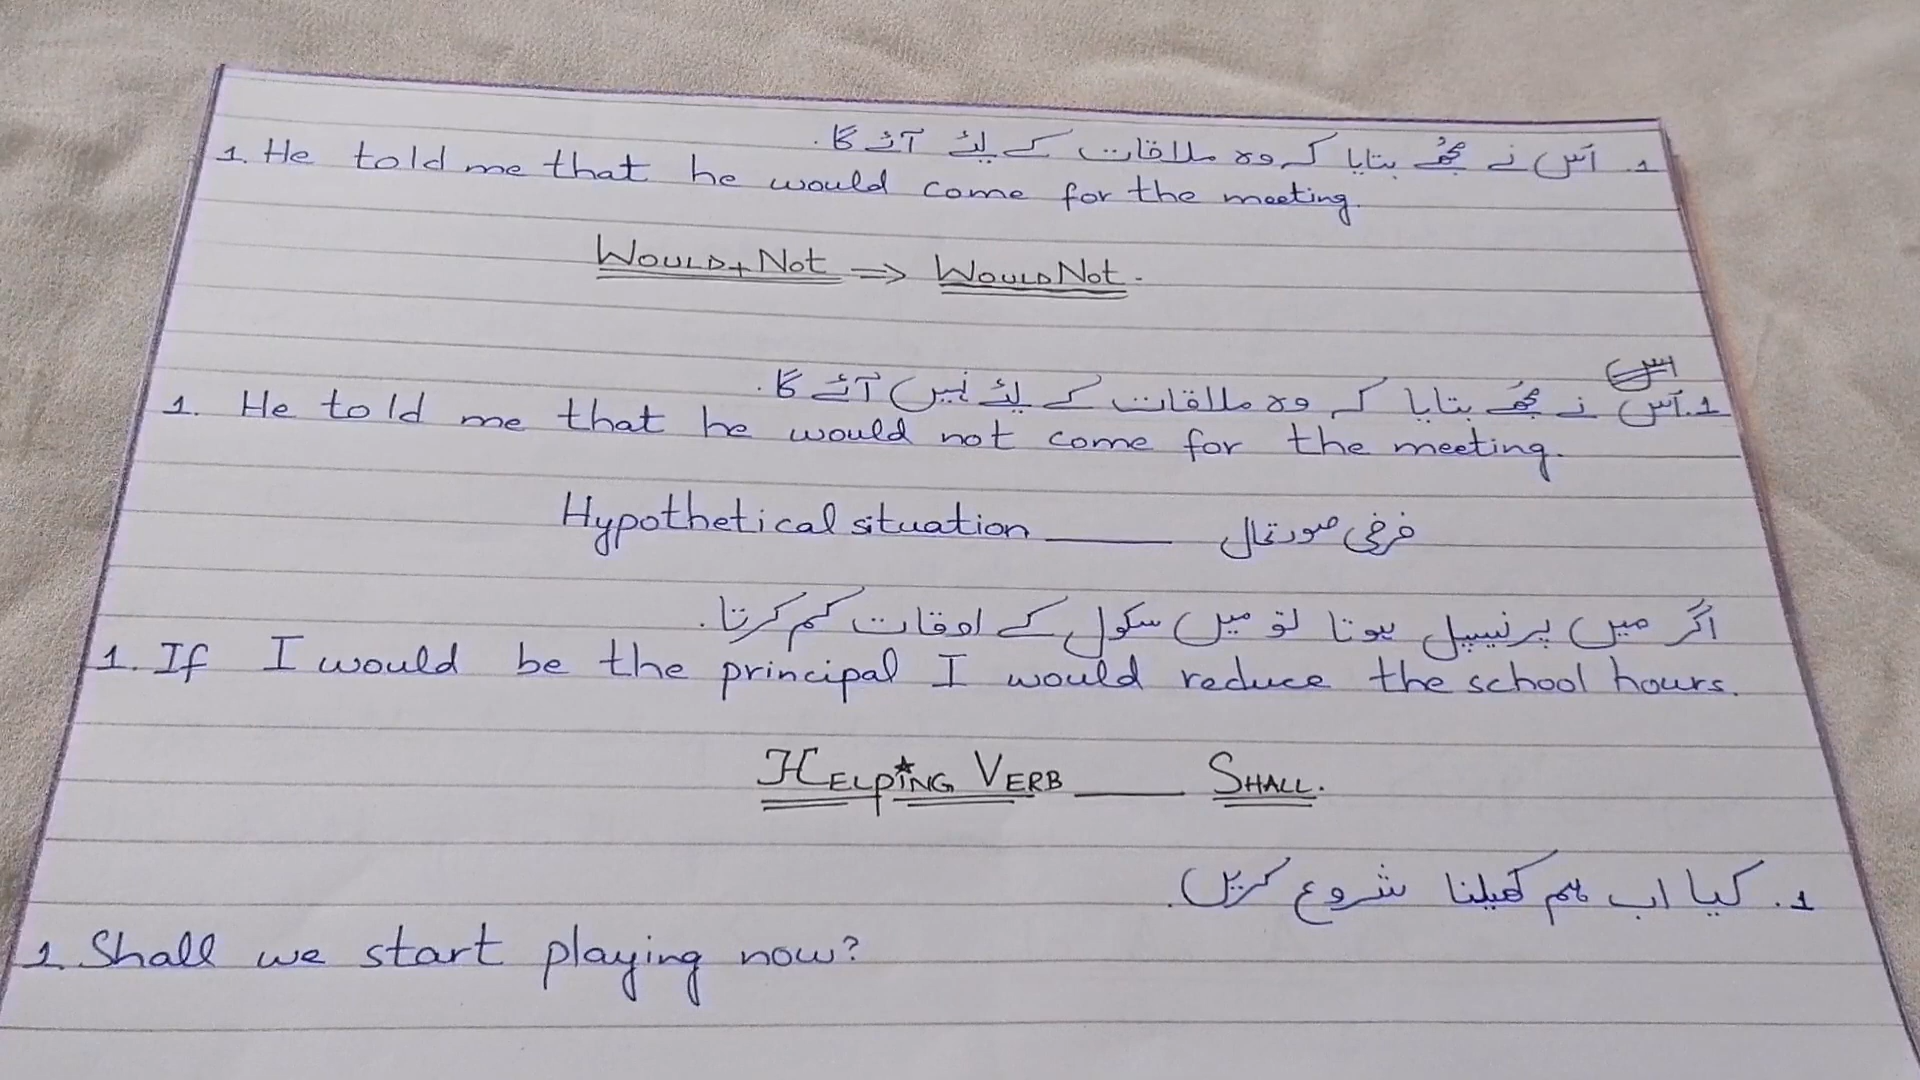 1. اُس نے مجھے بتایا کہ وہ ملاقات کے لئے آئے گا.
1. He told me that he would come for the meeting.
WOULD + NOT ⇒ WOULD NOT.
1. اُس نے مجھے بتایا کہ وہ ملاقات کے لئے نہیں آئے گا.
1. He told me that he would not come for the meeting.
Hypothetical situation ____ فرضی صورتحال
اگر میں پرنسپل ہوتا تو میں سکول کے اوقات کم کرتا.
1. If I would be the principal I would reduce the school hours.
HELPING VERB ____ SHALL.
1. کیا اب ہم کھیلنا شروع کریں.
1. Shall we start playing now?